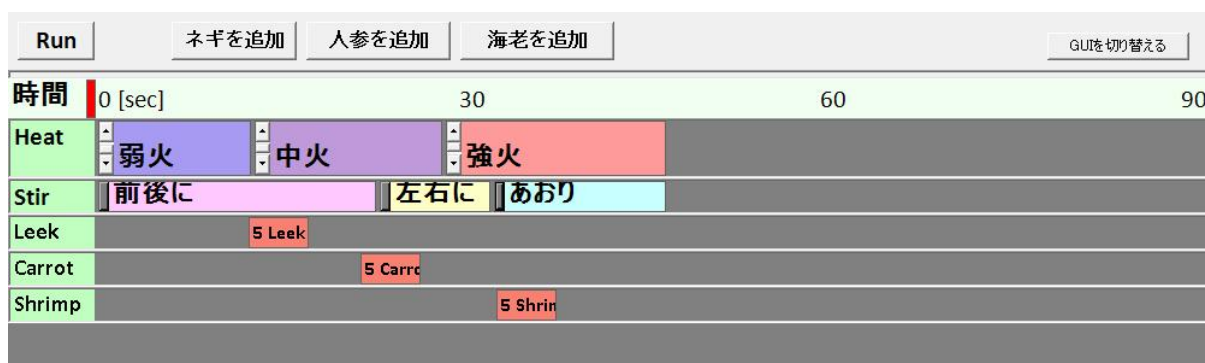 Run ネギを追加 人参を追加 海老を追加 GUIを切り替える
時間 0 [sec] 30 60 90
Heat 弱火 中火 強火
Stir 前後に 左右に あおり
Leek 5 Leek
Carrot 5 Carro
Shrimp 5 Shrim